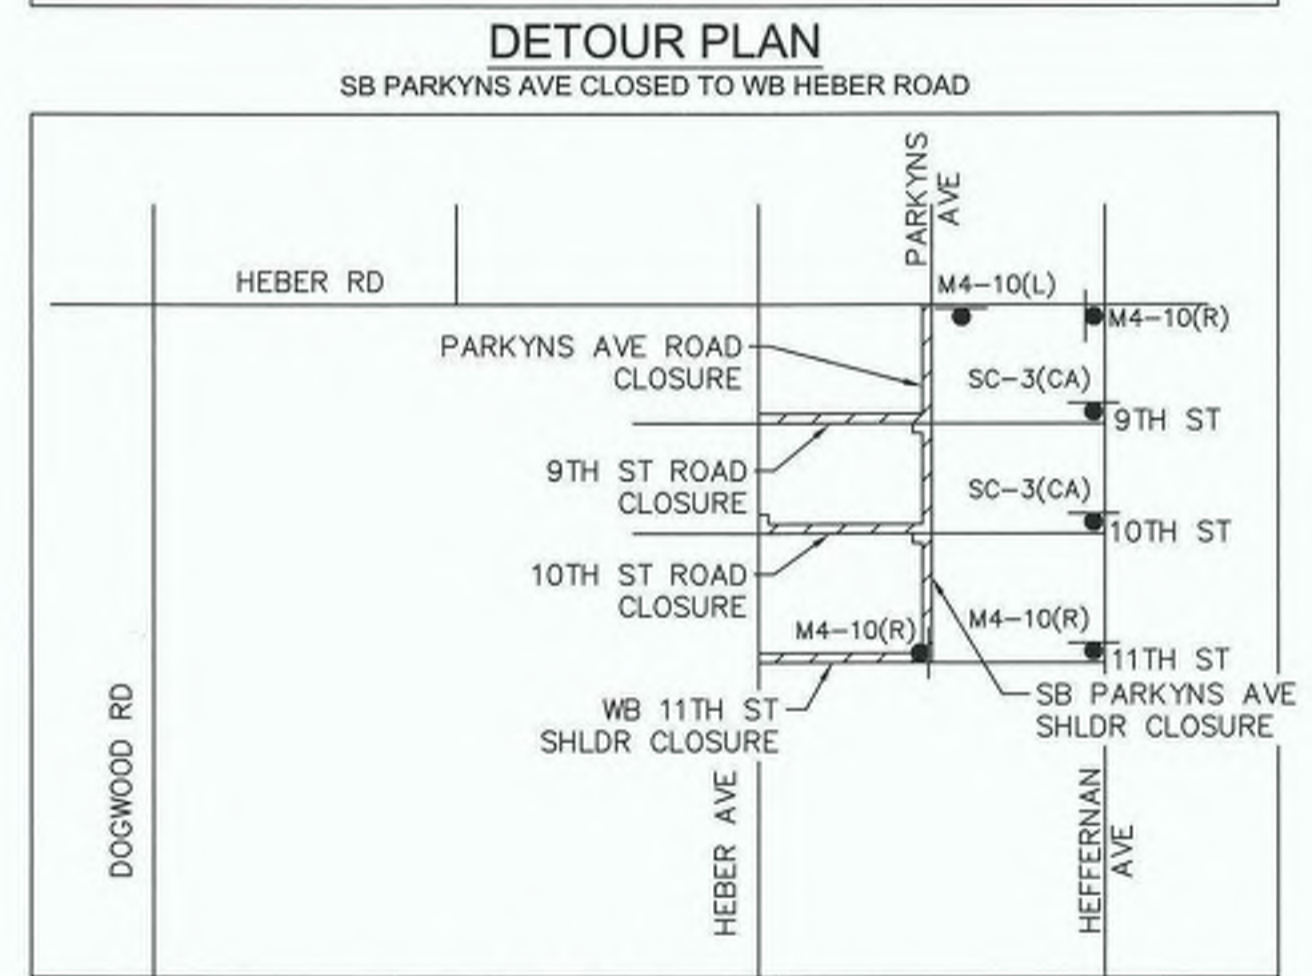 DETOUR PLAN
SB PARKYNS AVE CLOSED TO WB HEBER ROAD
PARKYNS
AVE
HEBER RD
M4-10(L)
M4-10(R)
PARKYNS AVE ROAD
CLOSURE
SC-3(CA)
9TH ST
9TH ST ROAD
CLOSURE
SC-3(CA)
10TH ST
10TH ST ROAD
CLOSURE
M4-10(R)
M4-10(R)
11TH ST
SB PARKYNS AVE
SHLDR CLOSURE
WB 11TH ST
SHLDR CLOSURE
DOGWOOD RD
HEBER AVE
HEFFERNAN
AVE